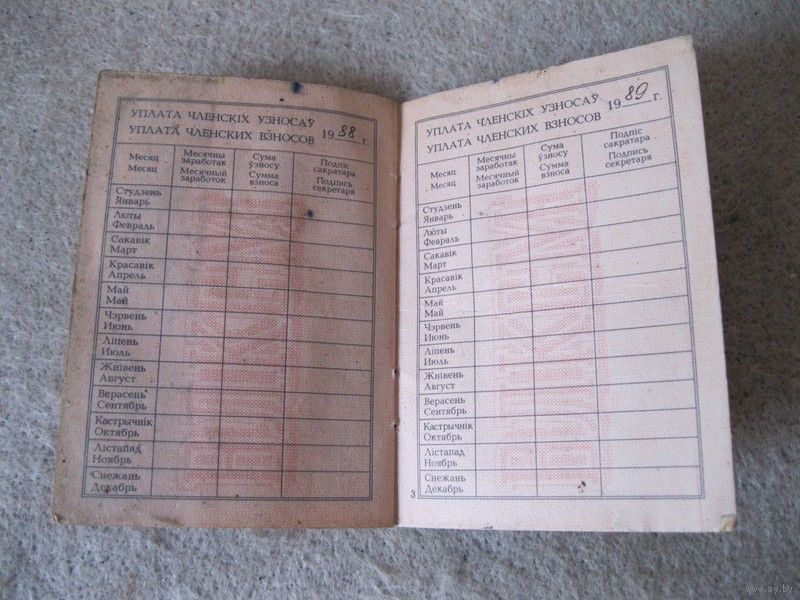 УПЛАТА ЧЛЕНСКІХ УЗНОСАЎ
УПЛАТА ЧЛЕНСКИХ ВЗНОСОВ 1988 г.
Месяц Месячны заработак Сума ўзносу Подпіс сакратара
Месяц Месячный заработок Сумма взноса Подпись секретаря
Студзень
Январь
Люты
Февраль
Сакавік
Март
Красавік
Апрель
Май
Май
Чэрвень
Июнь
Ліпень
Июль
Жнівень
Август
Верасень
Сентябрь
Кастрычнік
Октябрь
Лістапад
Ноябрь
Снежань
Декабрь
УПЛАТА ЧЛЕНСКІХ УЗНОСАЎ
УПЛАТА ЧЛЕНСКИХ ВЗНОСОВ 1989 г.
Месяц Месячны заработак Сума ўзносу Подпіс сакратара
Месяц Месячный заработок Сумма взноса Подпись секретаря
Студзень
Январь
Люты
Февраль
Сакавік
Март
Красавік
Апрель
Май
Май
Чэрвень
Июнь
Ліпень
Июль
Жнівень
Август
Верасень
Сентябрь
Кастрычнік
Октябрь
Лістапад
Ноябрь
Снежань
Декабрь
3
www.ay.by